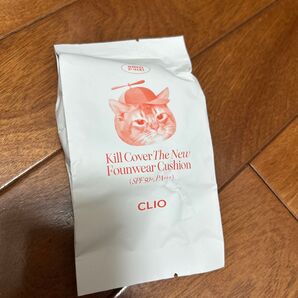 Kill Cover The New
Founwear Cushion
(SPF50+, PA+++)
CLIO